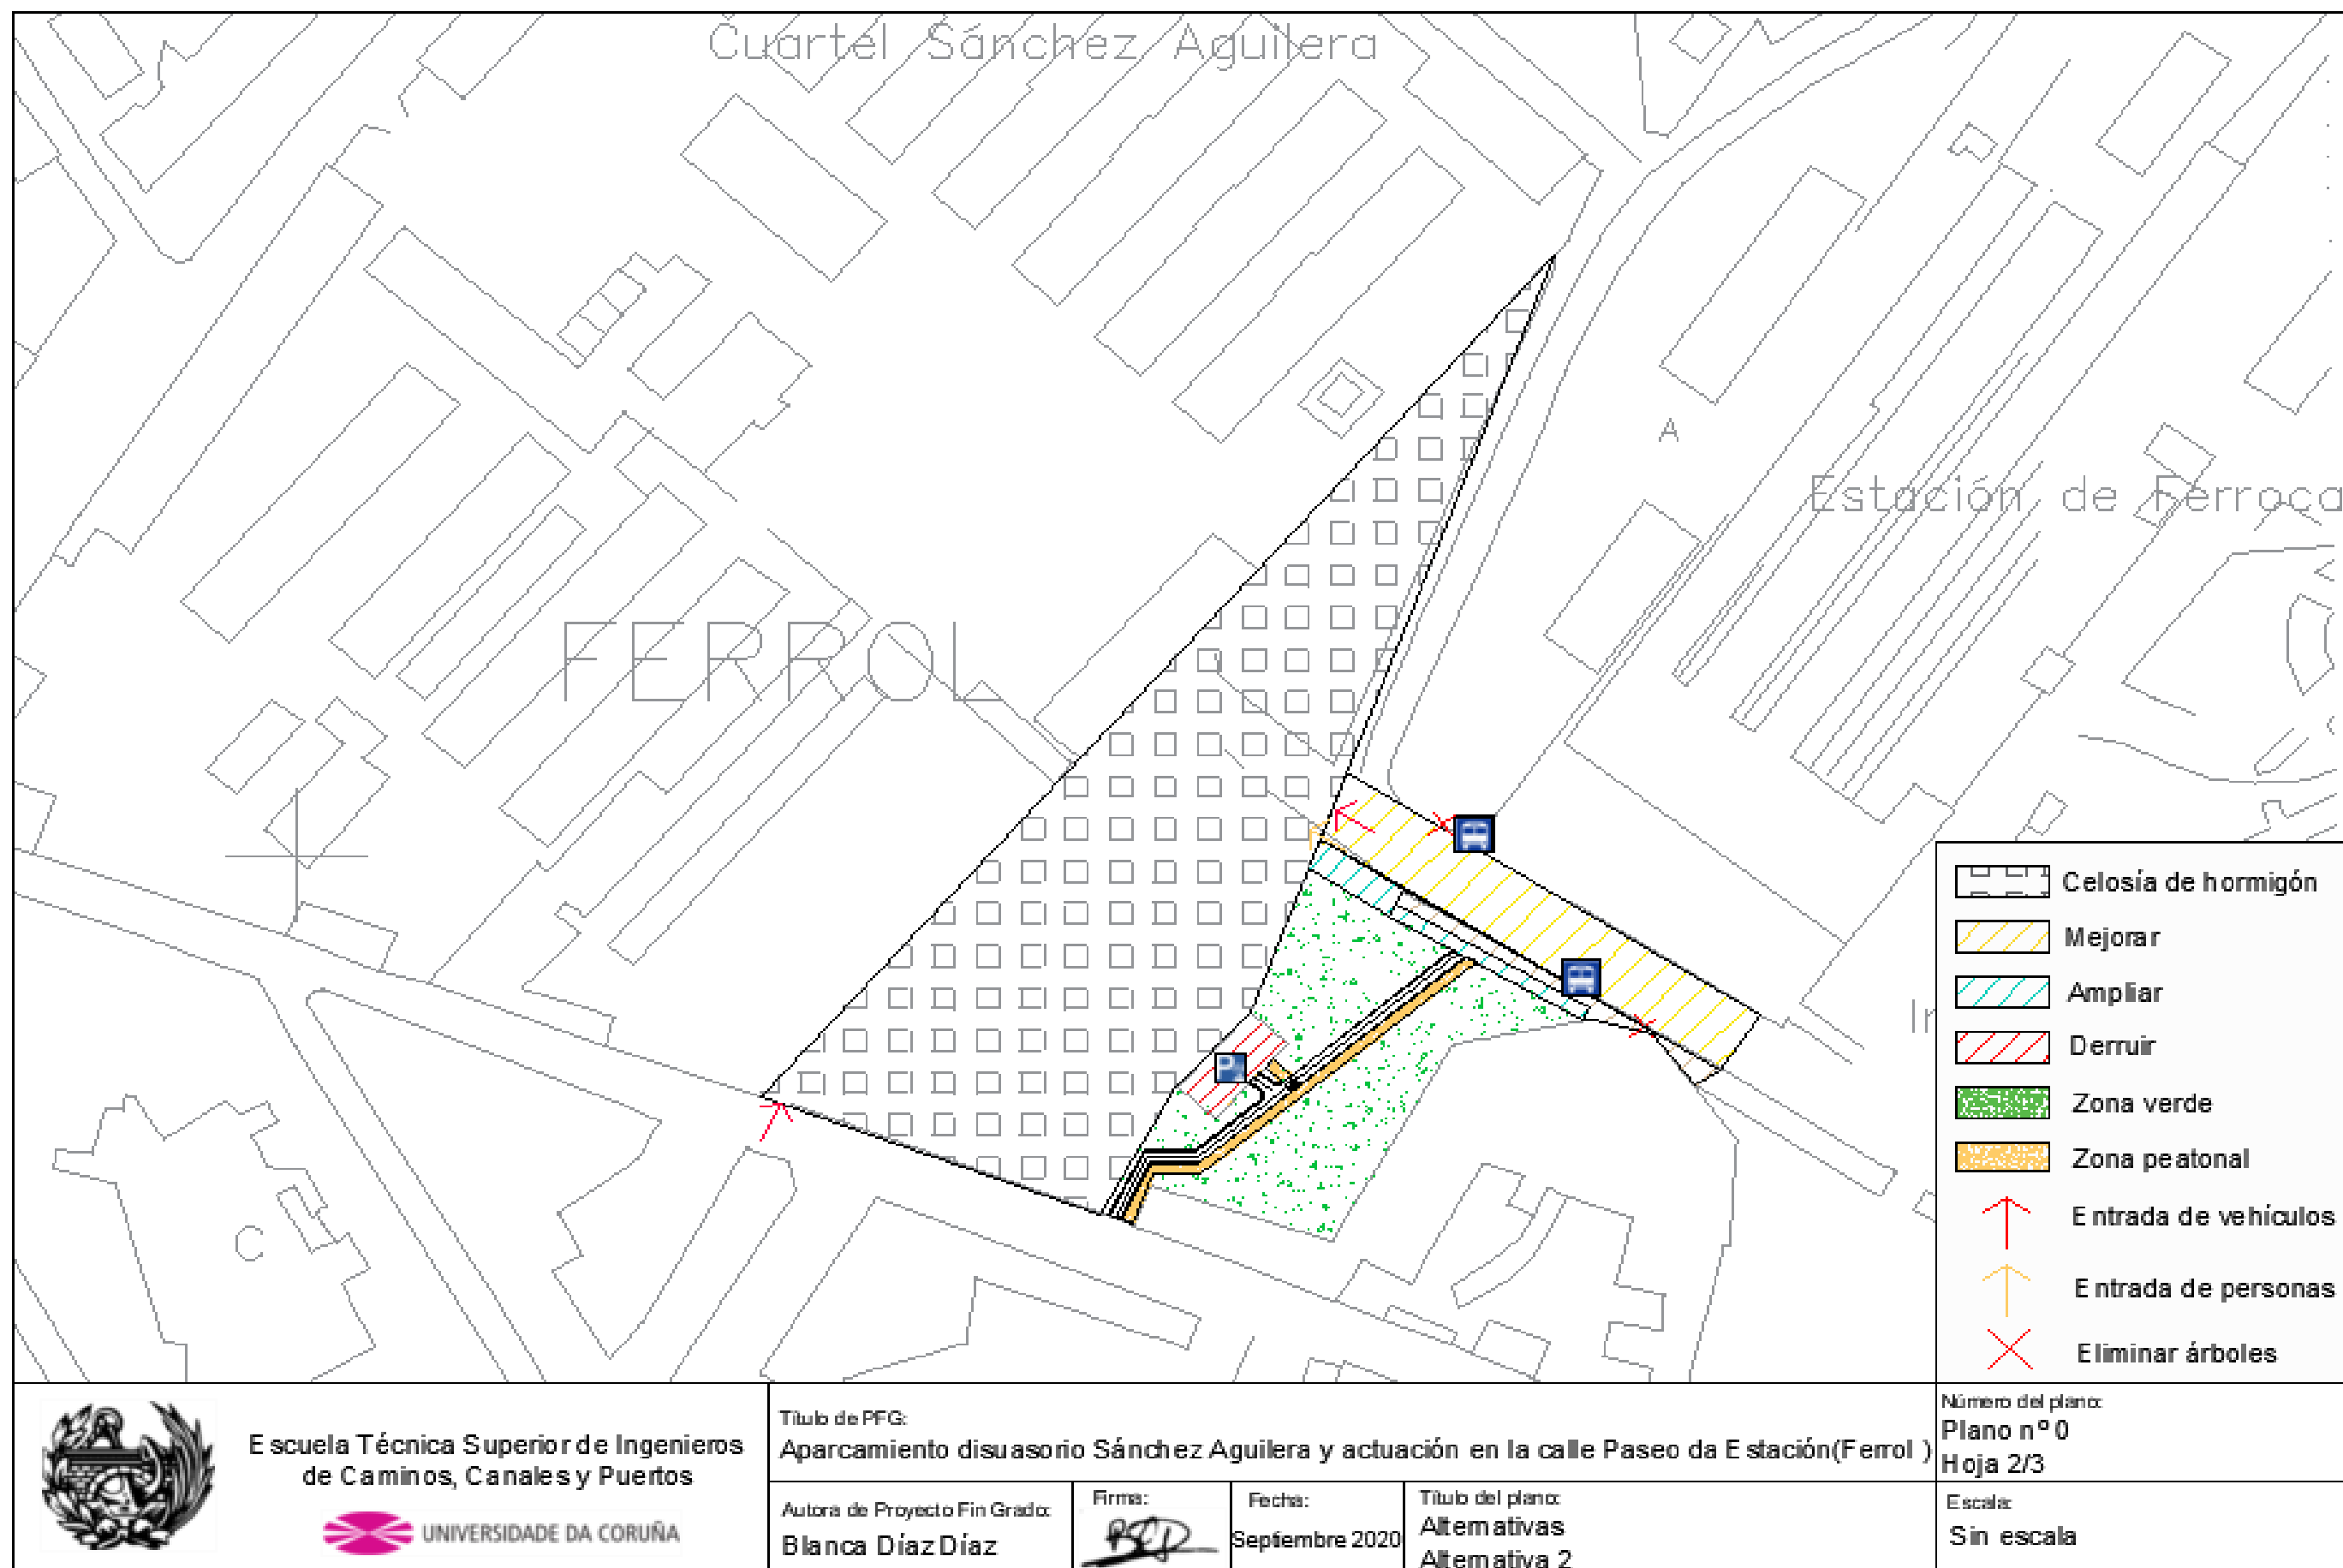 Cuartel Sánchez Aguilera
A
Estación de Ferroca
FERROL
C
In
P
Celosía de hormigón
Mejorar
Ampliar
Derruir
Zona verde
Zona peatonal
Entrada de vehículos
Entrada de personas
Eliminar árboles
Escuela Técnica Superior de Ingenieros
de Caminos, Canales y Puertos
UNIVERSIDADE DA CORUÑA
Título de PFG:
Aparcamiento disuasorio Sánchez Aguilera y actuación en la calle Paseo da Estación(Ferrol )
Número del plano:
Plano nº 0
Hoja 2/3
Autora de Proyecto Fin Grado:
Blanca Díaz Díaz
Firma:
Fecha:
Septiembre 2020
Título del plano:
Alternativas
Alternativa 2
Escala:
Sin escala